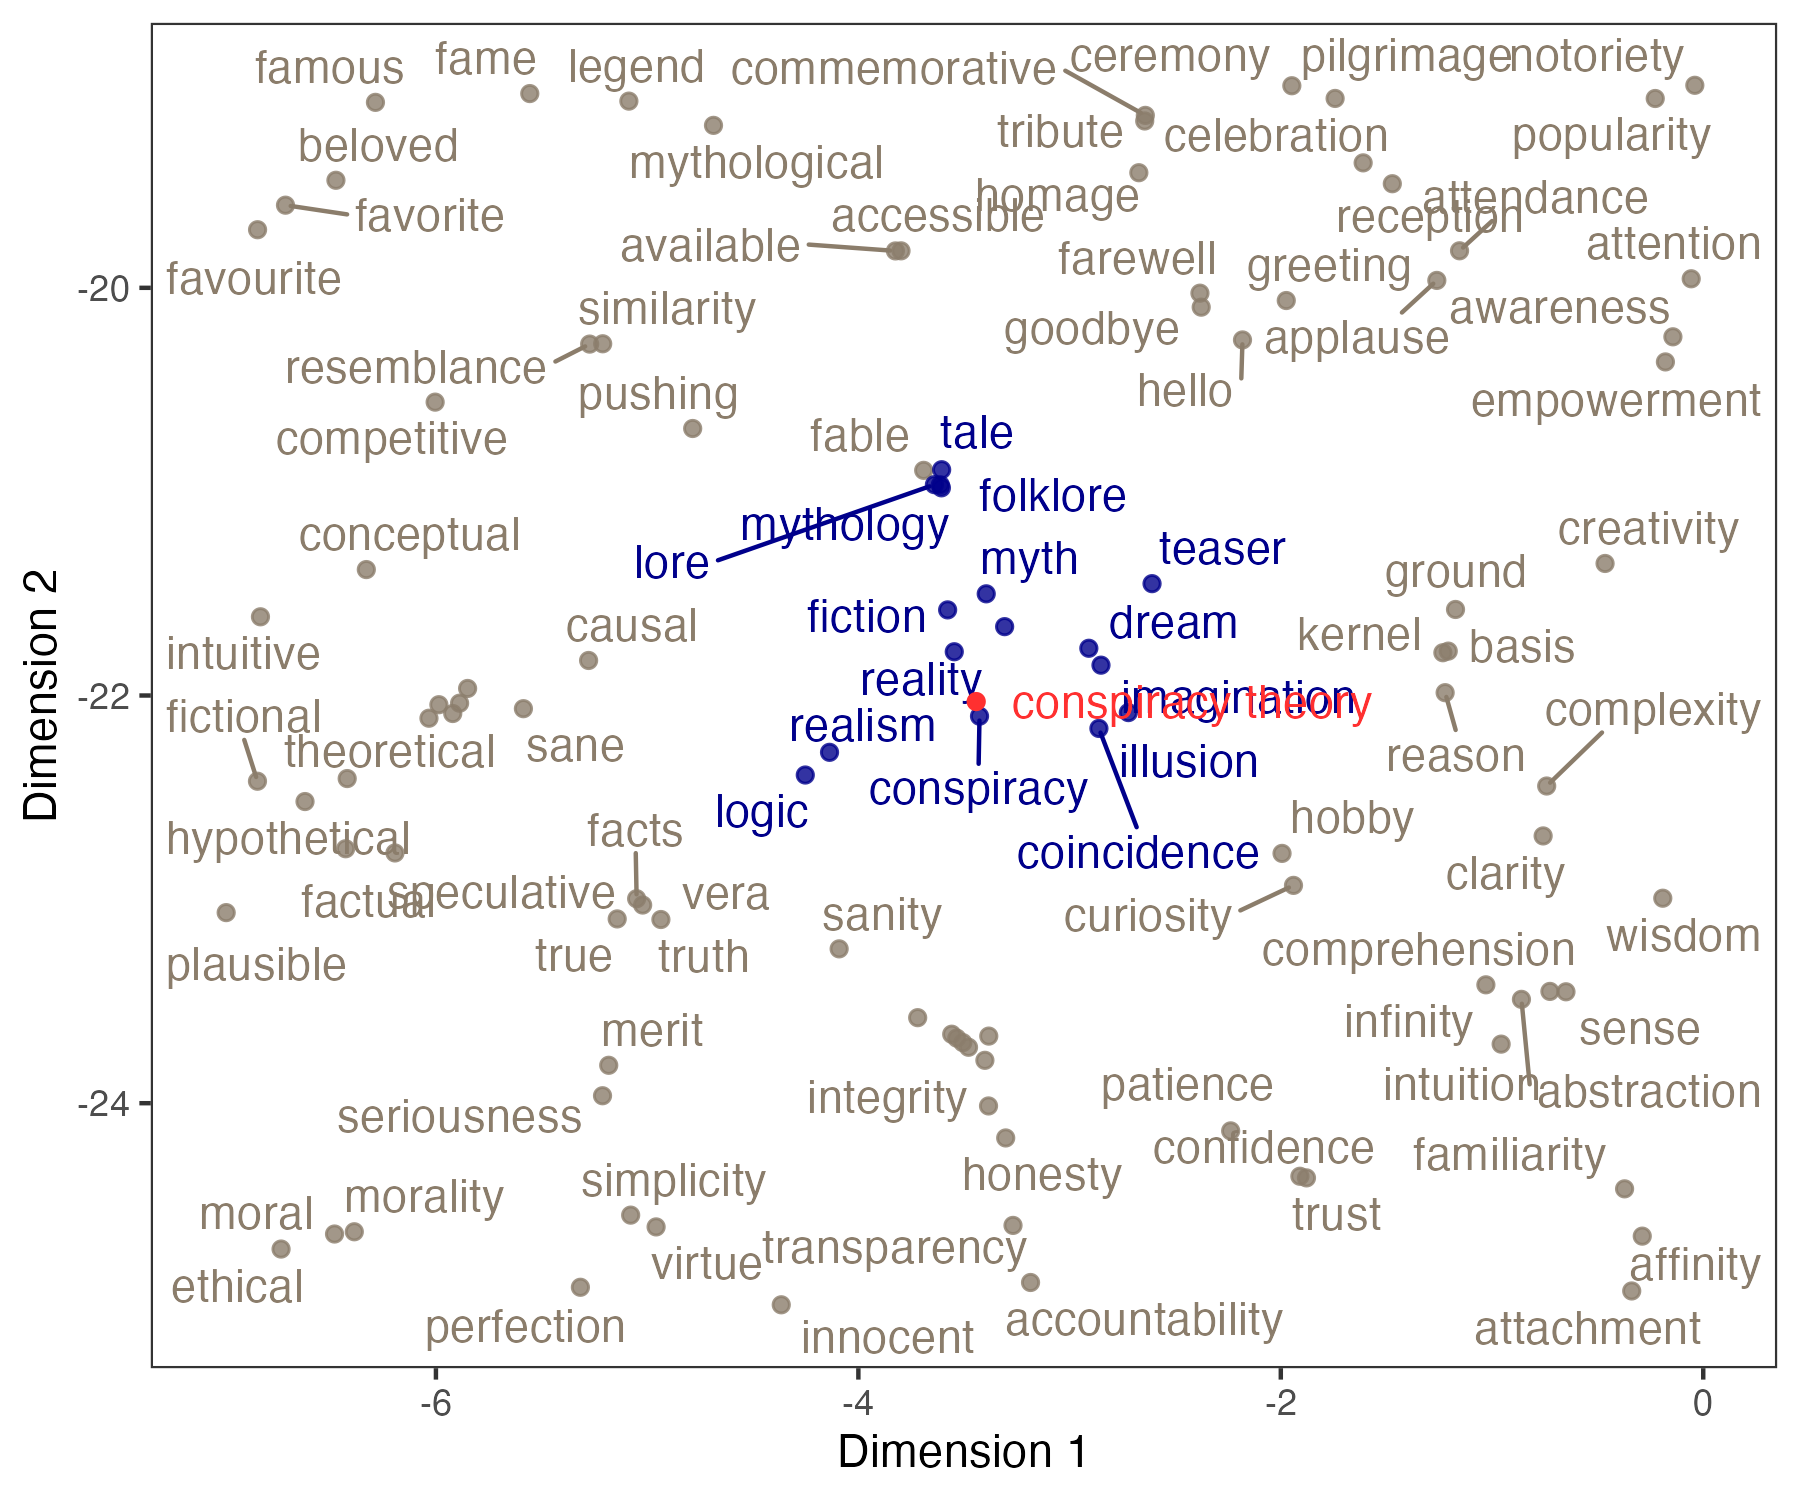 famous
fame
legend
commemorative
ceremony
pilgrimage
notoriety
beloved
mythological
tribute
celebration
popularity
favorite
homage
attendance
accessible
reception
available
attention
favourite
farewell
greeting
similarity
awareness
goodbye
applause
resemblance
pushing
hello
empowerment
competitive
fable
tale
folklore
mythology
conceptual
creativity
lore
myth
teaser
ground
fiction
dream
causal
kernel
basis
intuitive
reality
imagination
conspiracy theory
fictional
complexity
realism
theoretical
sane
illusion
reason
conspiracy
logic
hobby
facts
hypothetical
coincidence
clarity
speculative
vera
factual
sanity
curiosity
wisdom
true
truth
comprehension
plausible
merit
infinity
sense
integrity
patience
intuition
abstraction
seriousness
confidence
familiarity
honesty
simplicity
morality
moral
trust
transparency
virtue
affinity
ethical
accountability
perfection
innocent
attachment
-20
-22
-24
-6
-4
-2
0
Dimension 1
Dimension 2